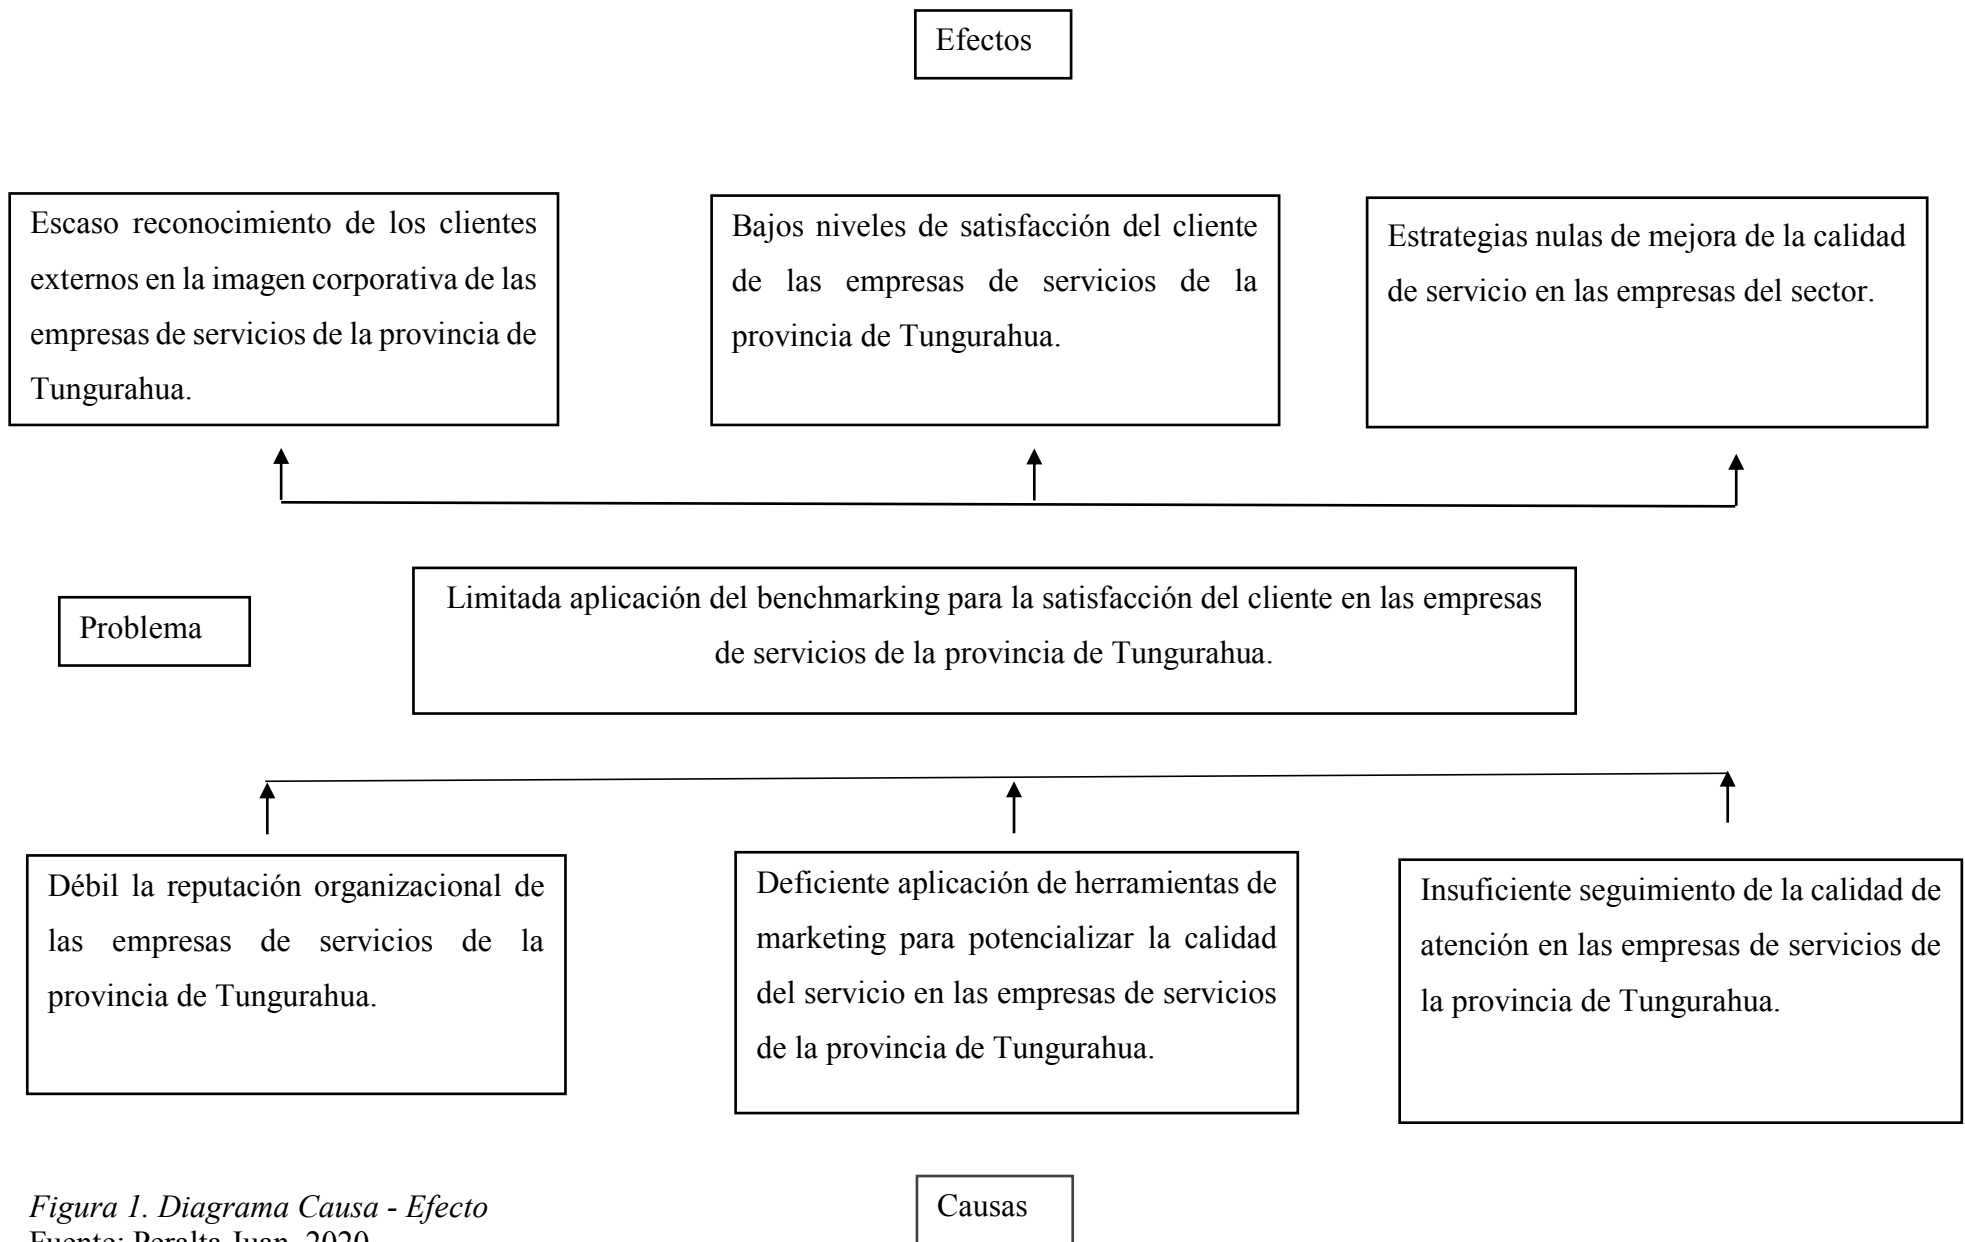 Efectos
Escaso reconocimiento de los clientes
externos en la imagen corporativa de las
empresas de servicios de la provincia de
Tungurahua.
Bajos niveles de satisfacción del cliente
de las empresas de servicios de la
provincia de Tungurahua.
Estrategias nulas de mejora de la calidad
de servicio en las empresas del sector.
Problema
Limitada aplicación del benchmarking para la satisfacción del cliente en las empresas
de servicios de la provincia de Tungurahua.
Débil la reputación organizacional de
las empresas de servicios de la
provincia de Tungurahua.
Deficiente aplicación de herramientas de
marketing para potencializar la calidad
del servicio en las empresas de servicios
de la provincia de Tungurahua.
Insuficiente seguimiento de la calidad de
atención en las empresas de servicios de
la provincia de Tungurahua.
Causas
Figura 1. Diagrama Causa - Efecto
Fuente: Peralta Juan, 2020